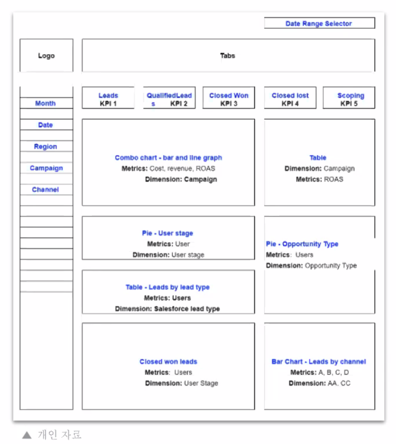 Data Range Selector
Logo
Tabs
Month
Date
Region
Campaign
Channel
Leads
KPI 1
QualifiedLead
s KPI 2
Closed Won
KPI 3
Closed lost
KPI 4
Scoping
KPI 5
Combo chart - bar and line graph
Metrics: Cost, revenue, ROAS
Dimension: Campaign
Table
Dimension: Campaign
Metrics: ROAS
Pie - User stage
Metrics: User
Dimension: User stage
Pie - Opportunity Type
Metrics: Users
Dimension: Opportunity Type
Table - Leads by lead type
Metrics: Users
Dimension: Salesforce lead type
Closed won leads
Metrics: Users
Dimension: User Stage
Bar Chart - Leads by channel
Metrics: A, B, C, D
Dimension: AA, CC
▲ 개인 자료